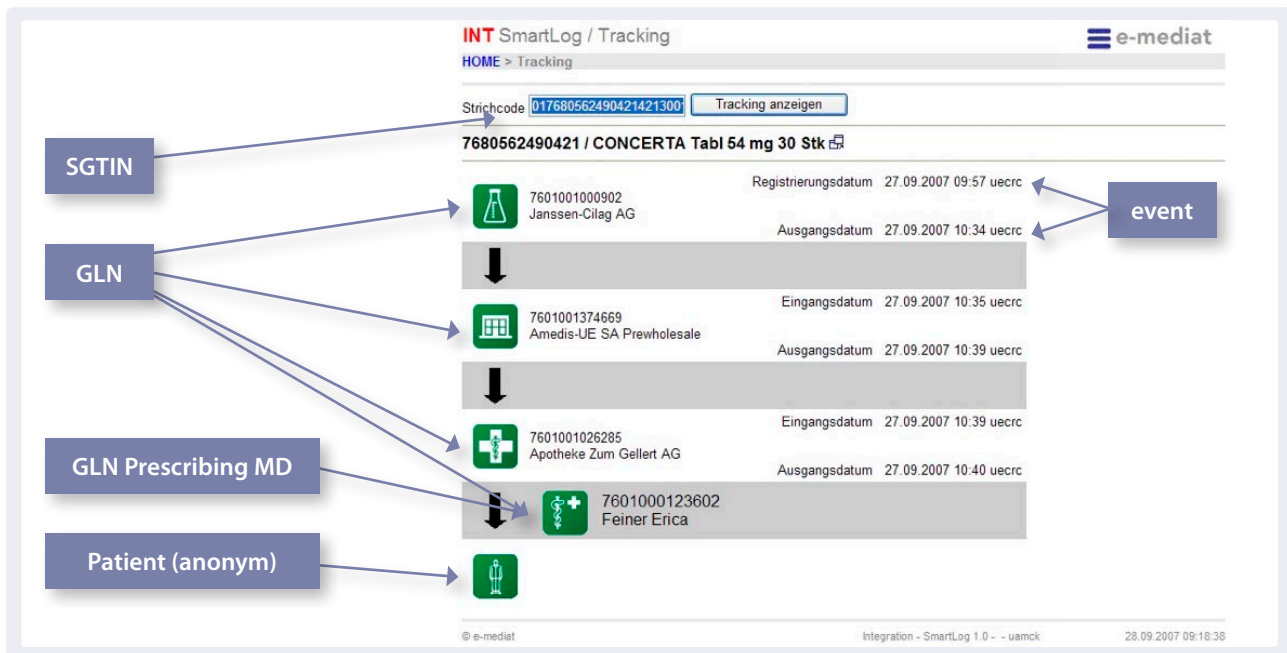 INT SmartLog / Tracking
e-mediat
HOME > Tracking
Strichcode 0176805624904214213001 Tracking anzeigen
7680562490421 / CONCERTA Tabl 54 mg 30 Stk
SGTIN
Registrierungsdatum 27.09.2007 09:57 uecrc
7601001000902
Janssen-Cilag AG
event
Ausgangsdatum 27.09.2007 10:34 uecrc
GLN
Eingangsdatum 27.09.2007 10:35 uecrc
7601001374669
Amedis-UE SA Prewholesale
Ausgangsdatum 27.09.2007 10:39 uecrc
Eingangsdatum 27.09.2007 10:39 uecrc
7601001026285
Apotheke Zum Gellert AG
GLN Prescribing MD
Ausgangsdatum 27.09.2007 10:40 uecrc
7601000123602
Feiner Erica
Patient (anonym)
© e-mediat
Integration - SmartLog 1.0 - - uamck
28.09.2007 09:18:38